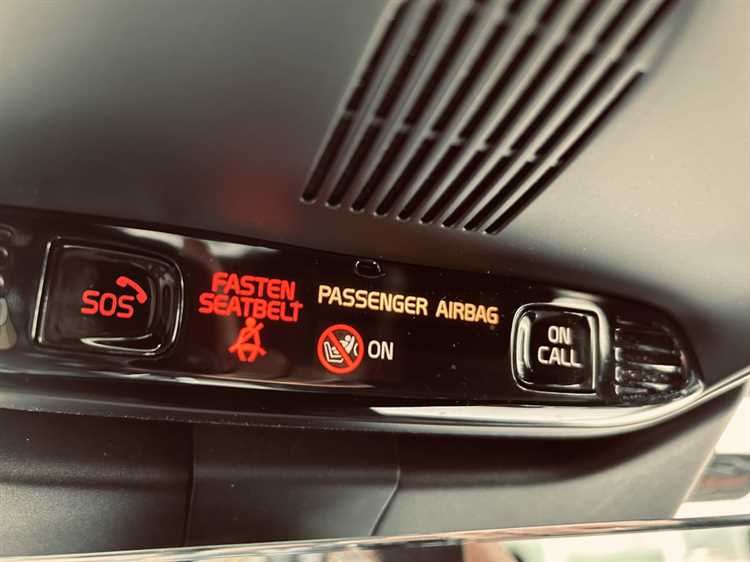 SOS
FASTEN
SEATBELT
PASSENGER AIRBAG
ON
ON
CALL